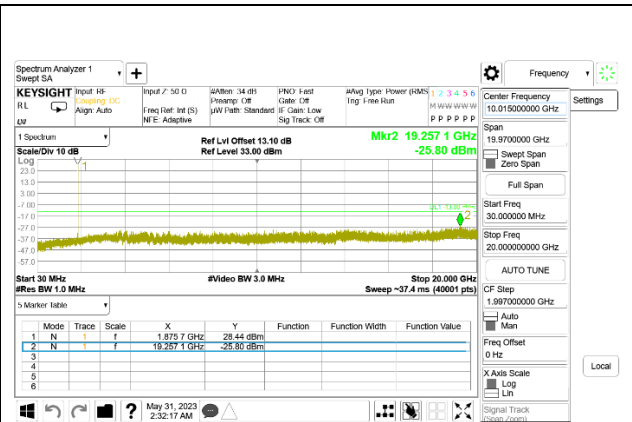 Spectrum Analyzer 1
Swept SA
+
Frequency
KEYSIGHT
RL
Input: RF
Coupling: DC
Align: Auto
Input Z: 50 Ω
Freq Ref: Int (S)
NFE: Adaptive
#Atten: 34 dB
Preamp: Off
µW Path: Standard
PNO: Fast
Gate: Off
IF Gain: Low
Sig Track: Off
#Avg Type: Power (RMS
Trig: Free Run
1 2 3 4 5 6
M W W W W W
P P P P P P
1 Spectrum
Scale/Div 10 dB
Ref Lvl Offset 13.10 dB
Ref Level 33.00 dBm
Mkr2 19.257 1 GHz
-25.80 dBm
Log
23.0
13.0
3.00
-7.00
-17.0
-27.0
-37.0
-47.0
-57.0
1
DL1 -13.00 dBm
2
Start 30 MHz
#Res BW 1.0 MHz
#Video BW 3.0 MHz
Stop 20.000 GHz
Sweep ~37.4 ms (40001 pts)
5 Marker Table
Mode Trace Scale X Y Function Function Width Function Value
1 N 1 f 1.875 7 GHz 28.44 dBm
2 N 1 f 19.257 1 GHz -25.80 dBm
3
4
5
6
May 31, 2023
2:32:17 AM
?
Center Frequency
10.015000000 GHz
Settings
Span
19.9700000 GHz
Swept Span
Zero Span
Full Span
Start Freq
30.000000 MHz
Stop Freq
20.000000000 GHz
AUTO TUNE
CF Step
1.997000000 GHz
Auto
Man
Freq Offset
0 Hz
X Axis Scale
Log
Lin
Signal Track
(Span Zoom)
Local